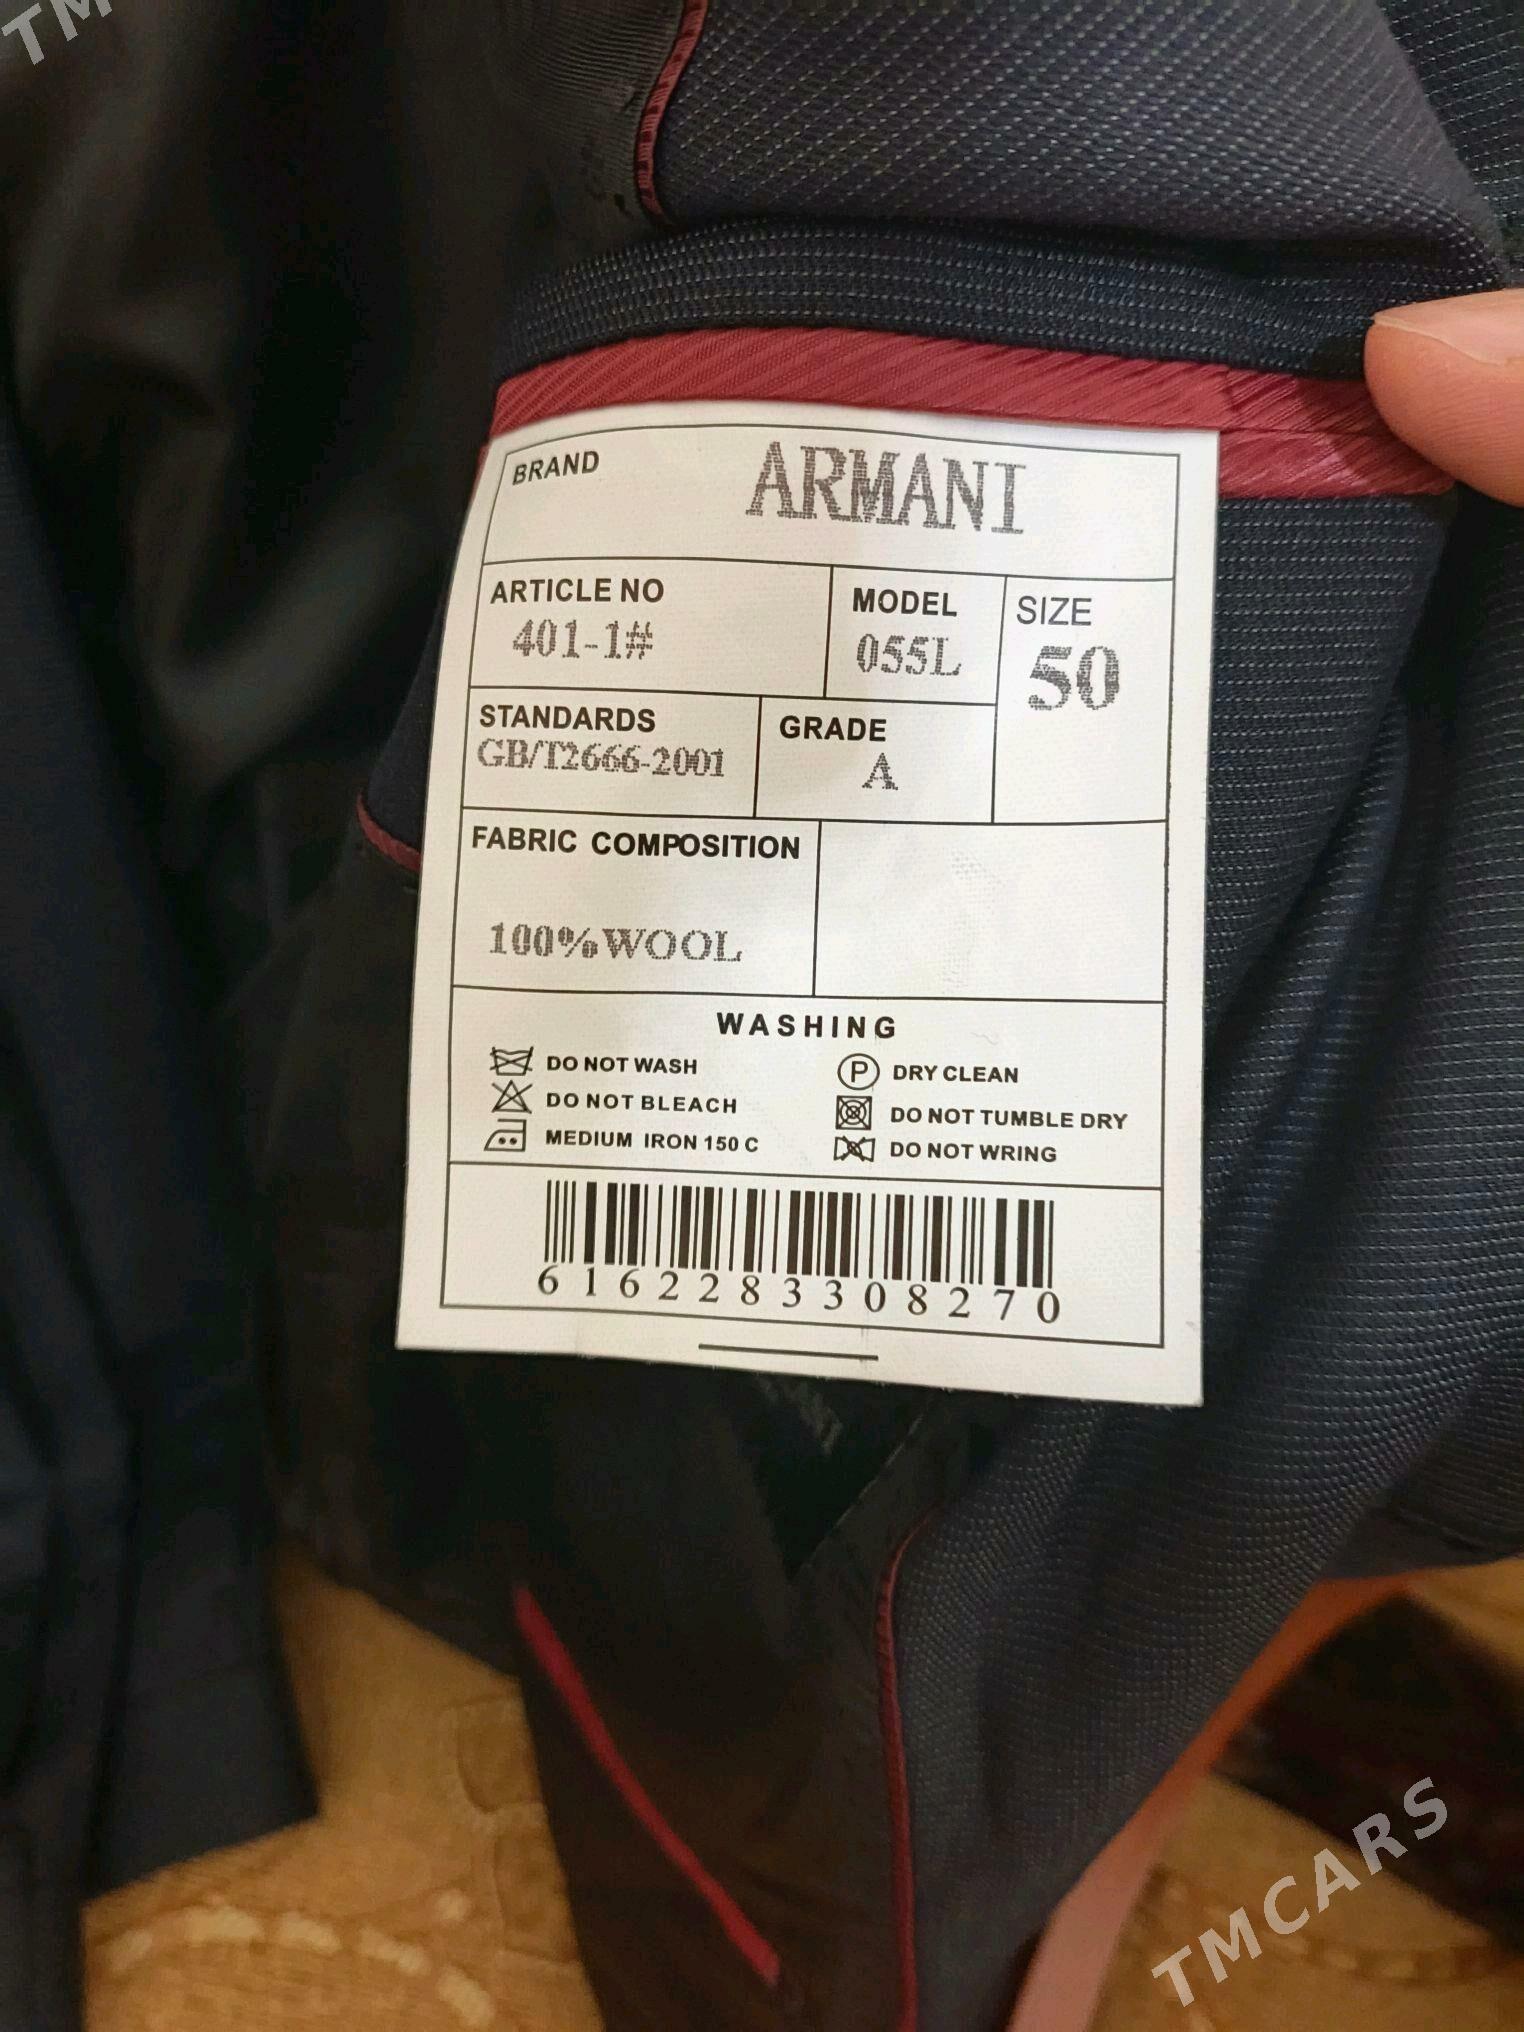 TM
BRAND ARMANI
ARTICLE NO
401-1#
MODEL
055L
SIZE
50
STANDARDS
GB/T2666-2001
GRADE
A
FABRIC COMPOSITION
100%WOOL
WASHING
DO NOT WASH
P DRY CLEAN
DO NOT BLEACH
DO NOT TUMBLE DRY
MEDIUM IRON 150 C
DO NOT WRING
6162283308270
TMCARS